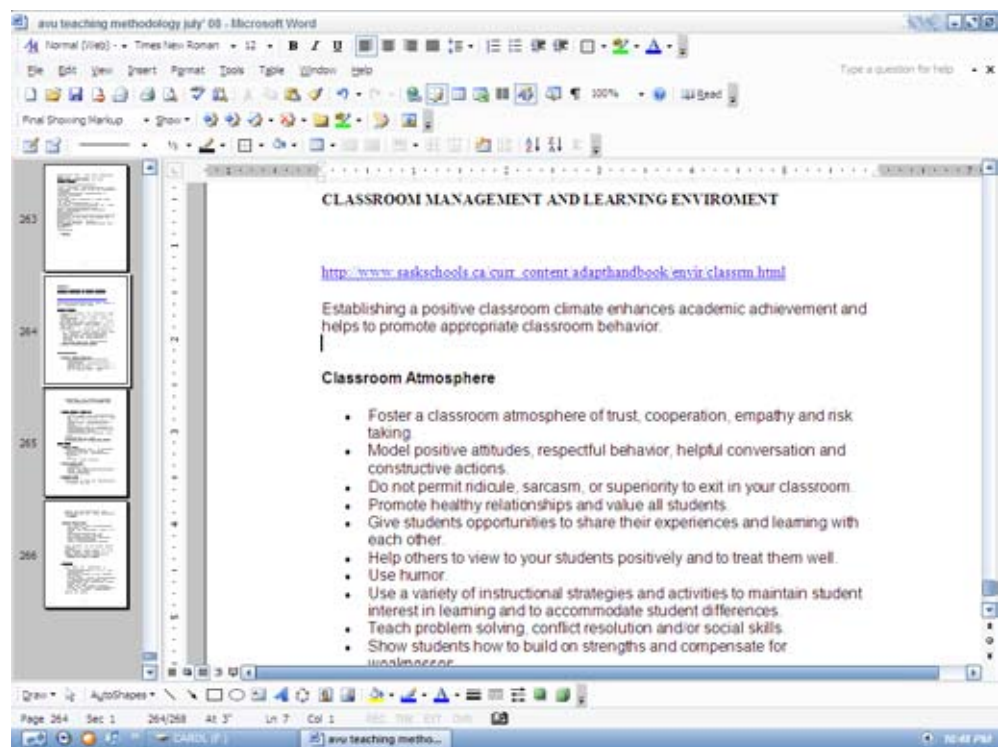 avu teaching methodology july' 08 - Microsoft Word
Normal (Web) Times New Roman 12 B I U
File Edit View Insert Format Tools Table Window Help Type a question for help
100% Read
Final Showing Markup Show
CLASSROOM MANAGEMENT AND LEARNING ENVIROMENT
http://www.saskschools.ca/curr_content/adapthandbook/envir/classrm.html
Establishing a positive classroom climate enhances academic achievement and
helps to promote appropriate classroom behavior.
Classroom Atmosphere
• Foster a classroom atmosphere of trust, cooperation, empathy and risk
taking.
• Model positive attitudes, respectful behavior, helpful conversation and
constructive actions.
• Do not permit ridicule, sarcasm, or superiority to exit in your classroom.
• Promote healthy relationships and value all students.
• Give students opportunities to share their experiences and learning with
each other.
• Help others to view to your students positively and to treat them well.
• Use humor.
• Use a variety of instructional strategies and activities to maintain student
interest in learning and to accommodate student differences.
• Teach problem solving, conflict resolution and/or social skills.
• Show students how to build on strengths and compensate for
weaknesses.
263
264
265
266
Draw AutoShapes
Page 264 Sec 1 264/268 At 3" Ln 7 Col 1 REC TRK EXT OVR
CAROL (F:) avu teaching metho... 10:48 PM